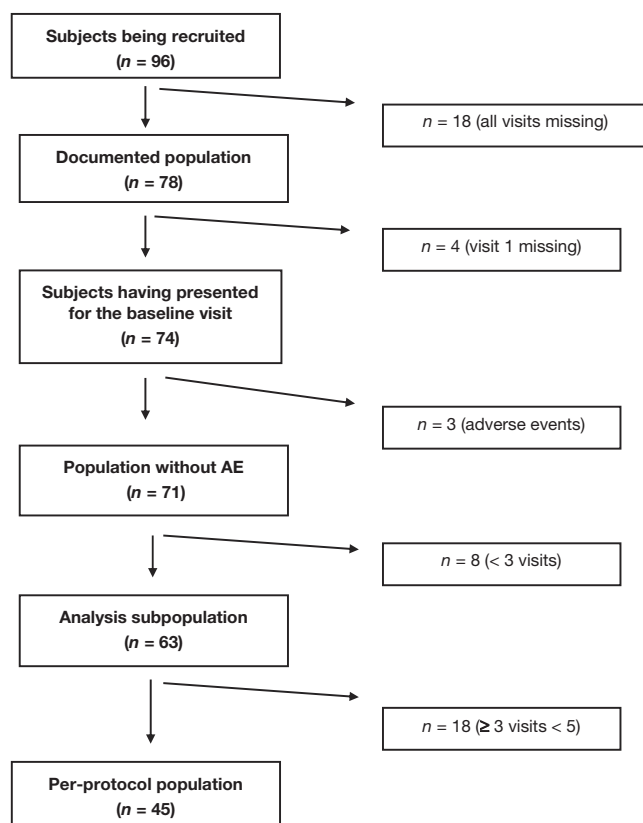 Subjects being recruited
(n = 96)
n = 18 (all visits missing)
Documented population
(n = 78)
n = 4 (visit 1 missing)
Subjects having presented
for the baseline visit
(n = 74)
n = 3 (adverse events)
Population without AE
(n = 71)
n = 8 (< 3 visits)
Analysis subpopulation
(n = 63)
n = 18 (≥ 3 visits < 5)
Per-protocol population
(n = 45)